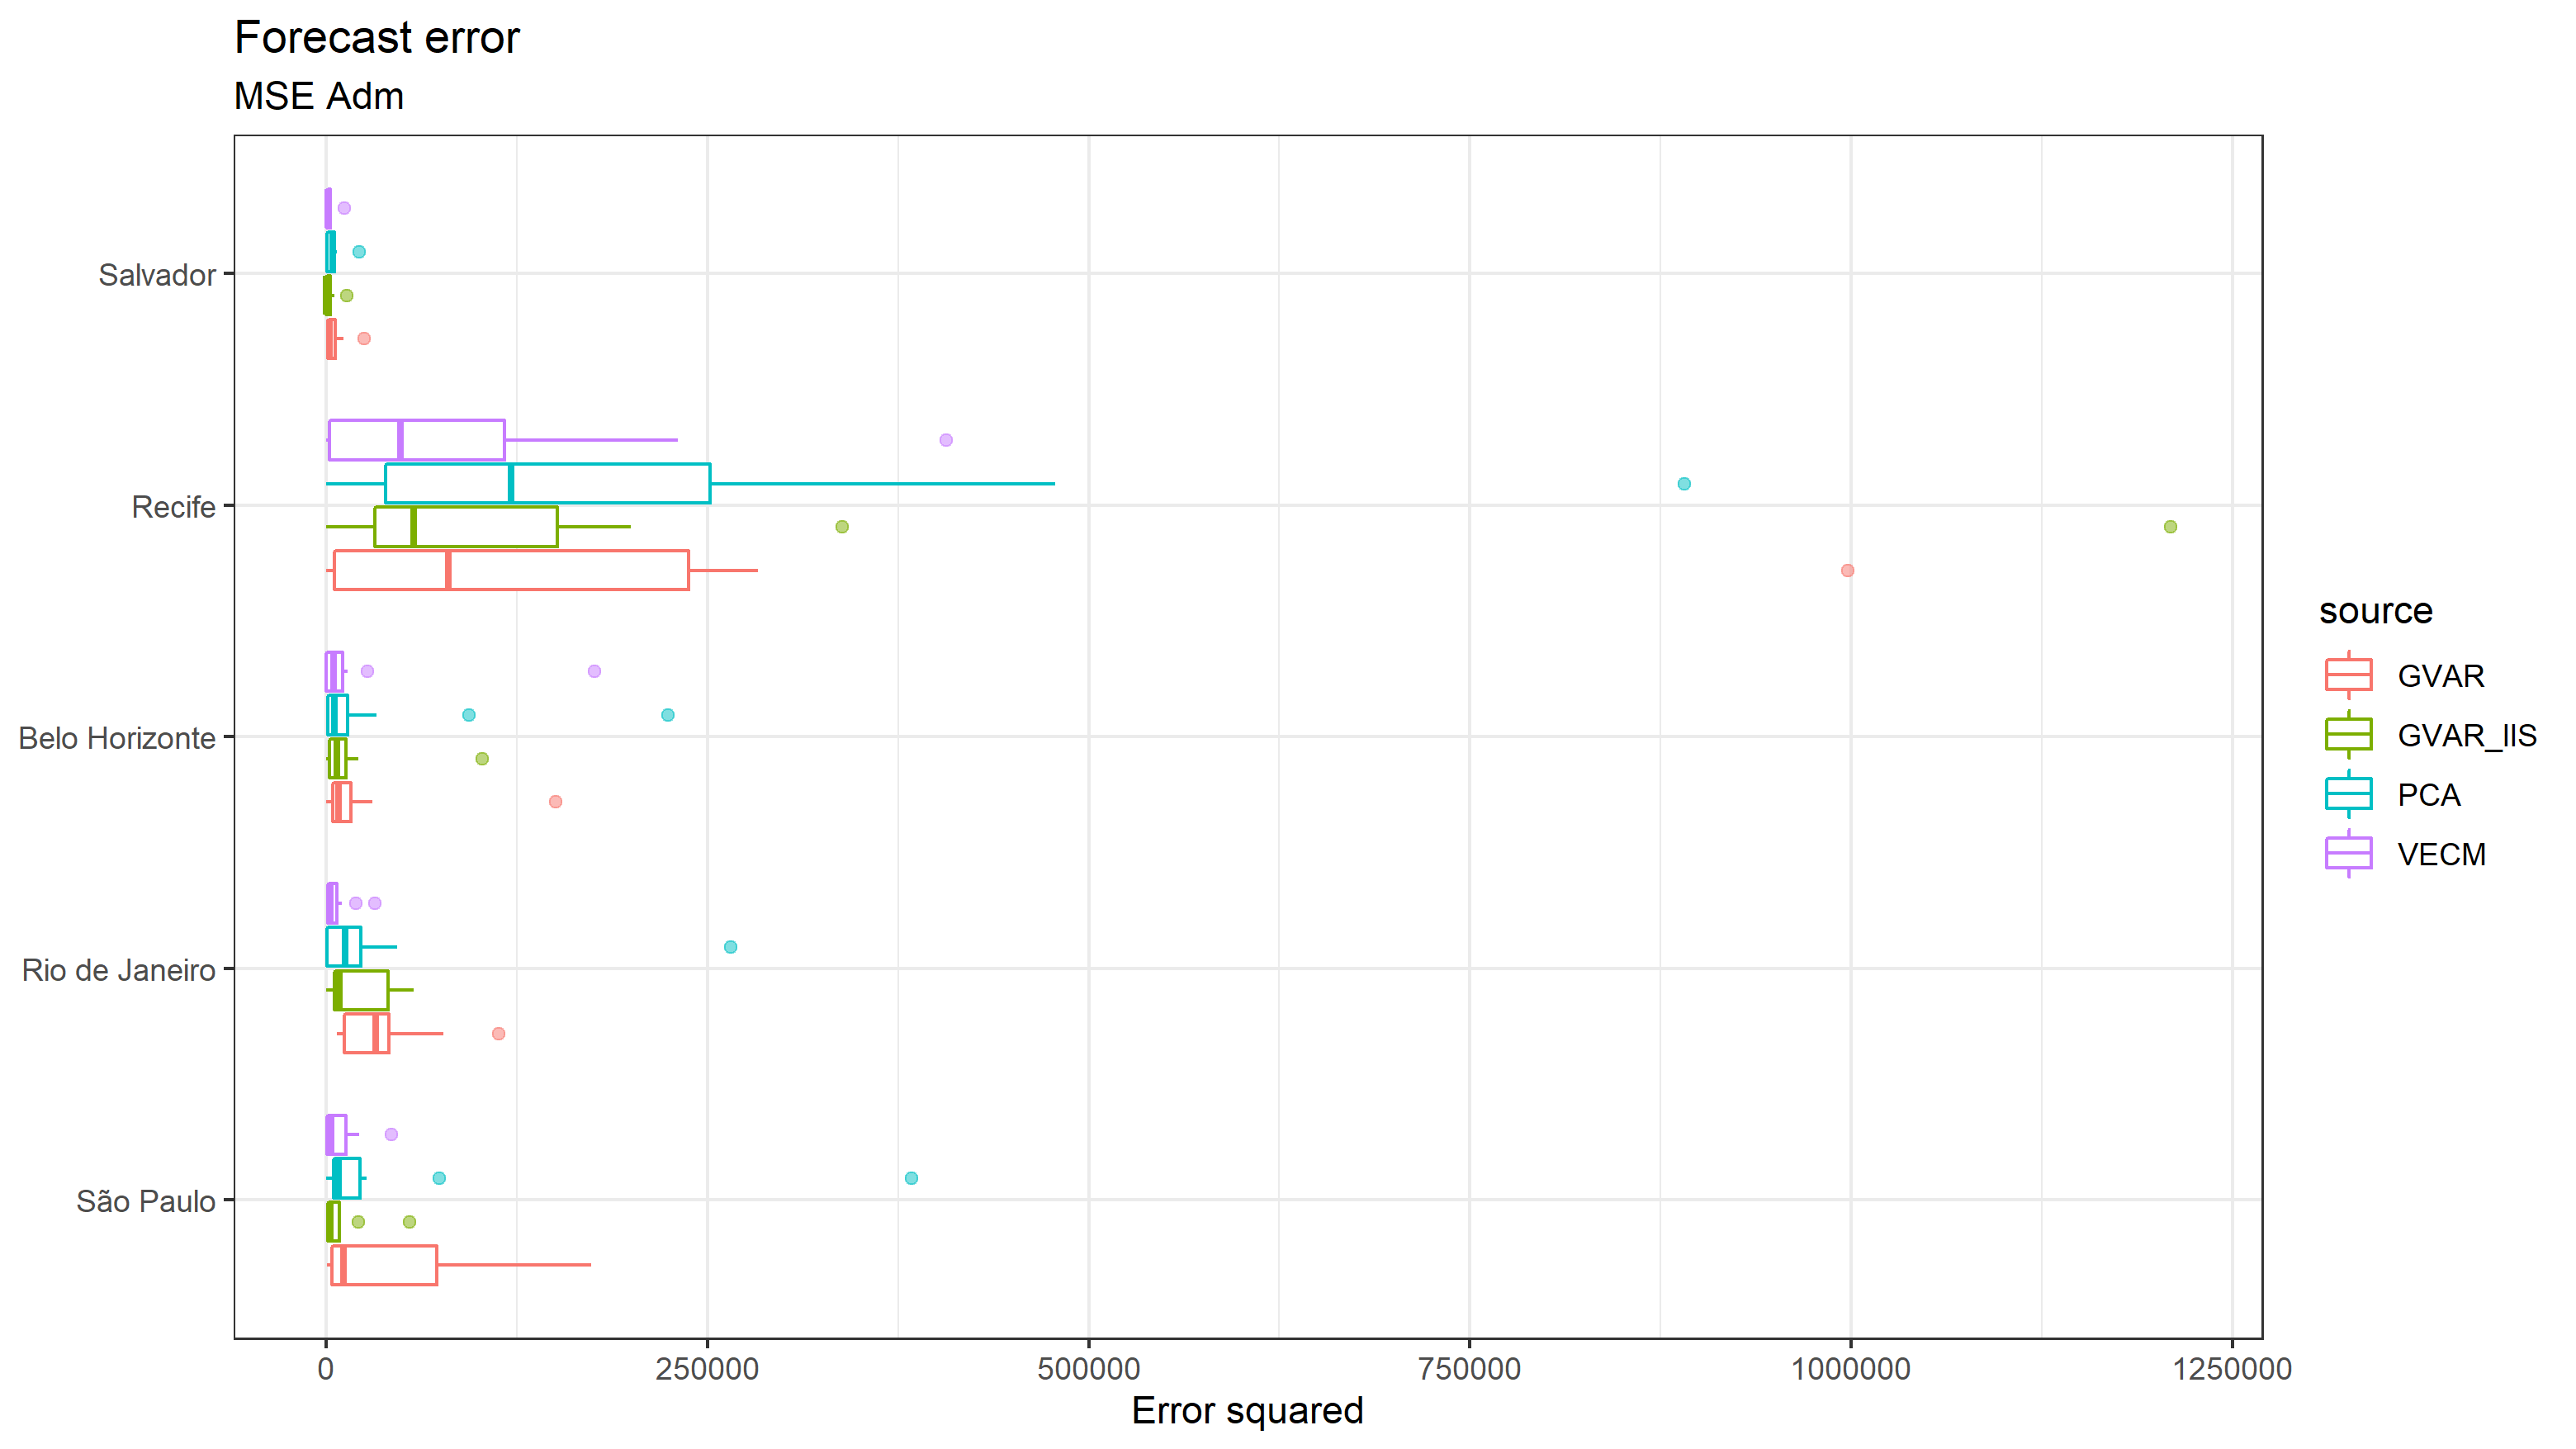 Forecast error
MSE Adm
Salvador
Recife
Belo Horizonte
Rio de Janeiro
São Paulo
0
250000
500000
750000
1000000
1250000
Error squared
source
GVAR
GVAR_IIS
PCA
VECM